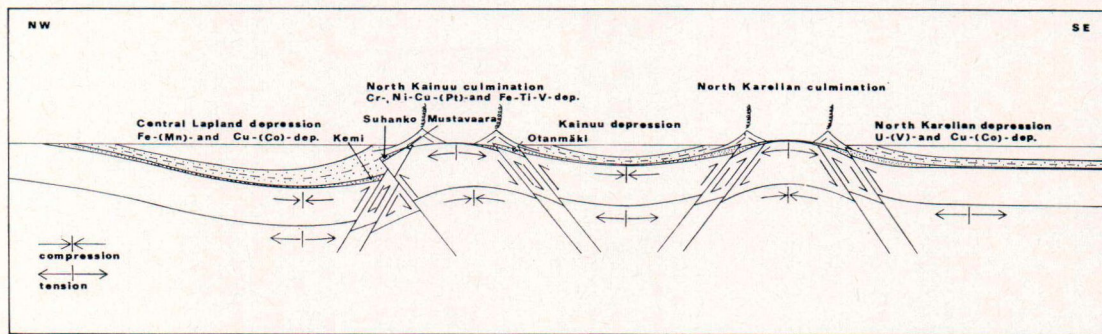 NW
SE
North Kainuu culmination
Cr-, Ni-Cu-(Pt)-and Fe-Ti-V-dep.
North Karelian culmination
Central Lapland depression
Fe-(Mn)- and Cu-(Co)-dep.
Kemi
Suhanko
Mustavaara
Kainuu depression
Otanmäki
North Karelian depression
U-(V)- and Cu-(Co)-dep.
compression
tension